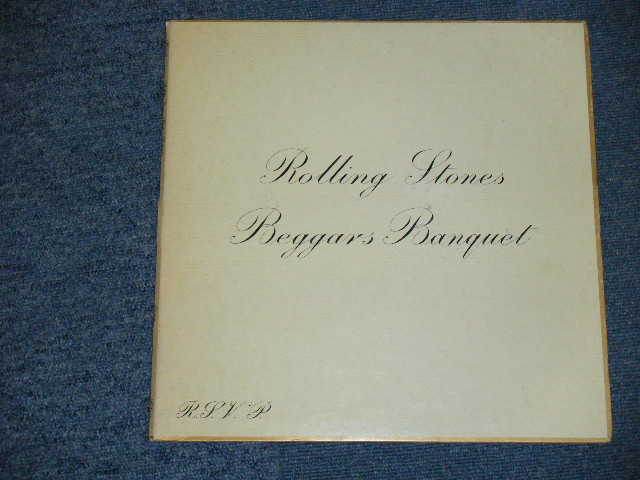 Rolling Stones
Beggars Banquet
R.S.V.P.